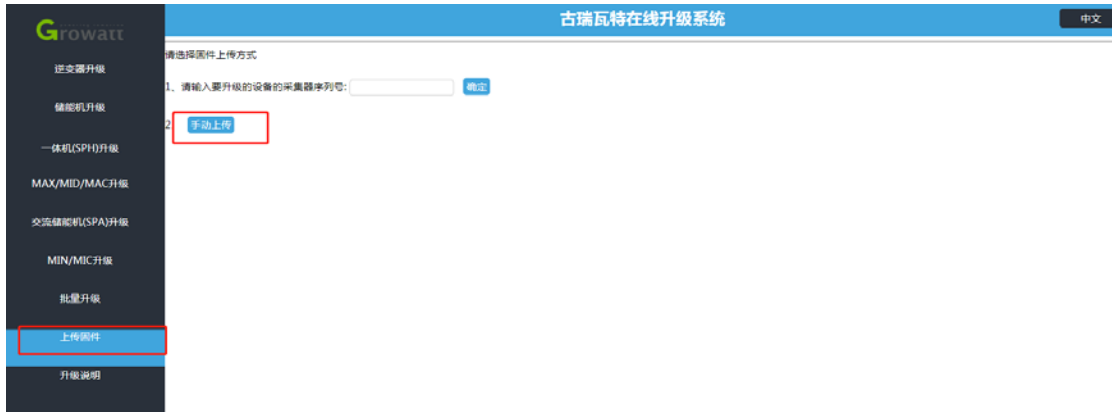 Growatt
古瑞瓦特在线升级系统
中文
逆变器升级
储能机升级
一体机(SPH)升级
MAX/MID/MAC升级
交流储能机(SPA)升级
MIN/MIC升级
批量升级
上传固件
升级说明
请选择固件上传方式
1、请输入要升级的设备的采集器序列号:
确定
2
手动上传